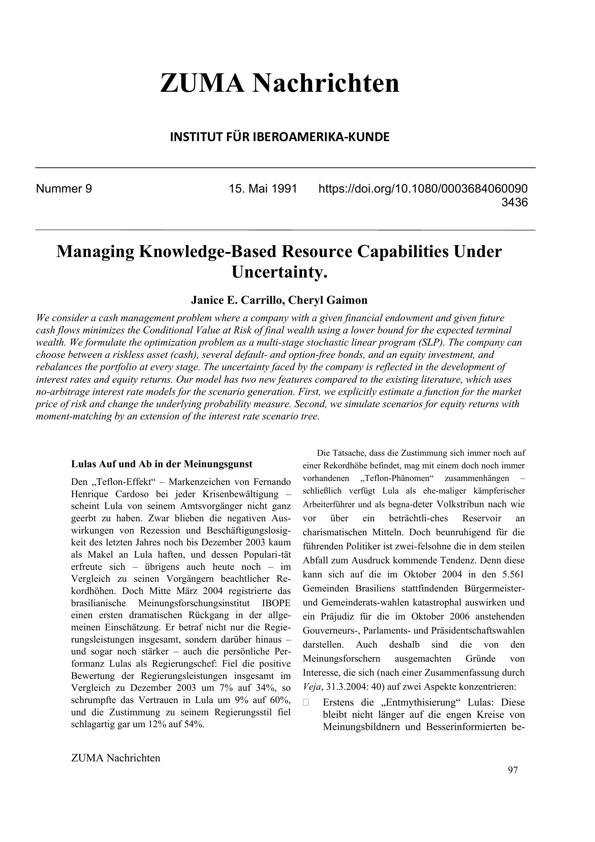 ZUMA Nachrichten
INSTITUT FÜR IBEROAMERIKA-KUNDE
Nummer 9 15. Mai 1991 https://doi.org/10.1080/0003684060090
3436
Managing Knowledge-Based Resource Capabilities Under
Uncertainty.
Janice E. Carrillo, Cheryl Gaimon
We consider a cash management problem where a company with a given financial endowment and given future
cash flows minimizes the Conditional Value at Risk of final wealth using a lower bound for the expected terminal
wealth. We formulate the optimization problem as a multi-stage stochastic linear program (SLP). The company can
choose between a riskless asset (cash), several default- and option-free bonds, and an equity investment, and
rebalances the portfolio at every stage. The uncertainty faced by the company is reflected in the development of
interest rates and equity returns. Our model has two new features compared to the existing literature, which uses
no-arbitrage interest rate models for the scenario generation. First, we explicitly estimate a function for the market
price of risk and change the underlying probability measure. Second, we simulate scenarios for equity returns with
moment-matching by an extension of the interest rate scenario tree.
Lulas Auf und Ab in der Meinungsgunst
Den „Teflon-Effekt“ – Markenzeichen von Fernando
Henrique Cardoso bei jeder Krisenbewältigung –
scheint Lula von seinem Amtsvorgänger nicht ganz
geerbt zu haben. Zwar blieben die negativen Aus-
wirkungen von Rezession und Beschäftigungslosig-
keit des letzten Jahres noch bis Dezember 2003 kaum
als Makel an Lula haften, und dessen Populari-tät
erfreute sich – übrigens auch heute noch – im
Vergleich zu seinen Vorgängern beachtlicher Re-
kordhöhen. Doch Mitte März 2004 registrierte das
brasilianische Meinungsforschungsinstitut IBOPE
einen ersten dramatischen Rückgang in der allge-
meinen Einschätzung. Er betraf nicht nur die Regie-
rungsleistungen insgesamt, sondern darüber hinaus –
und sogar noch stärker – auch die persönliche Per-
formanz Lulas als Regierungschef: Fiel die positive
Bewertung der Regierungsleistungen insgesamt im
Vergleich zu Dezember 2003 um 7% auf 34%, so
schrumpfte das Vertrauen in Lula um 9% auf 60%,
und die Zustimmung zu seinem Regierungsstil fiel
schlagartig gar um 12% auf 54%.
Die Tatsache, dass die Zustimmung sich immer noch auf
einer Rekordhöhe befindet, mag mit einem doch noch immer
vorhandenen „Teflon-Phänomen“ zusammenhängen –
schließlich verfügt Lula als ehe-maliger kämpferischer
Arbeiterführer und als begna-deter Volkstribun nach wie
vor über ein beträchtli-ches Reservoir an
charismatischen Mitteln. Doch beunruhigend für die
führenden Politiker ist zwei-felsohne die in dem steilen
Abfall zum Ausdruck kommende Tendenz. Denn diese
kann sich auf die im Oktober 2004 in den 5.561
Gemeinden Brasiliens stattfindenden Bürgermeister-
und Gemeinderats-wahlen katastrophal auswirken und
ein Präjudiz für die im Oktober 2006 anstehenden
Gouverneurs-, Parlaments- und Präsidentschaftswahlen
darstellen. Auch deshalb sind die von den
Meinungsforschern ausgemachten Gründe von
Interesse, die sich (nach einer Zusammenfassung durch
Veja, 31.3.2004: 40) auf zwei Aspekte konzentrieren:
Erstens die „Entmythisierung“ Lulas: Diese
bleibt nicht länger auf die engen Kreise von
Meinungsbildnern und Besserinformierten be-
ZUMA Nachrichten
97